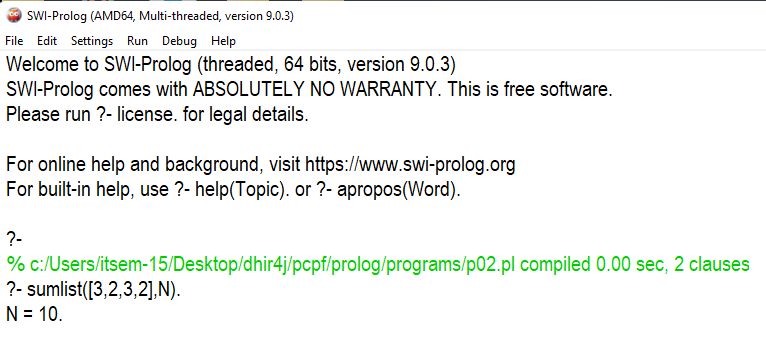 SWI-Prolog (AMD64, Multi-threaded, version 9.0.3)
File Edit Settings Run Debug Help
Welcome to SWI-Prolog (threaded, 64 bits, version 9.0.3)
SWI-Prolog comes with ABSOLUTELY NO WARRANTY. This is free software.
Please run ?- license. for legal details.
For online help and background, visit https://www.swi-prolog.org
For built-in help, use ?- help(Topic). or ?- apropos(Word).
?-
% c:/Users/itsem-15/Desktop/dhir4j/pcpf/prolog/programs/p02.pl compiled 0.00 sec, 2 clauses
?- sumlist([3,2,3,2],N).
N = 10.